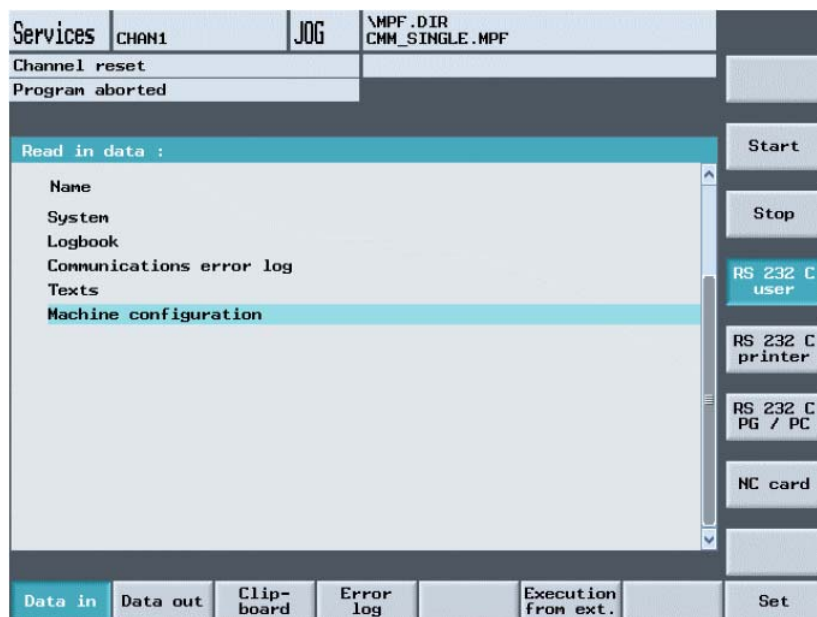 Services CHAN1 JOG \MPF.DIR
CMM_SINGLE.MPF
Channel reset
Program aborted
Read in data :
Name
System
Logbook
Communications error log
Texts
Machine configuration
Start
Stop
RS 232 C
user
RS 232 C
printer
RS 232 C
PG / PC
NC card
Data in Data out Clip-
board Error
log Execution
from ext. Set